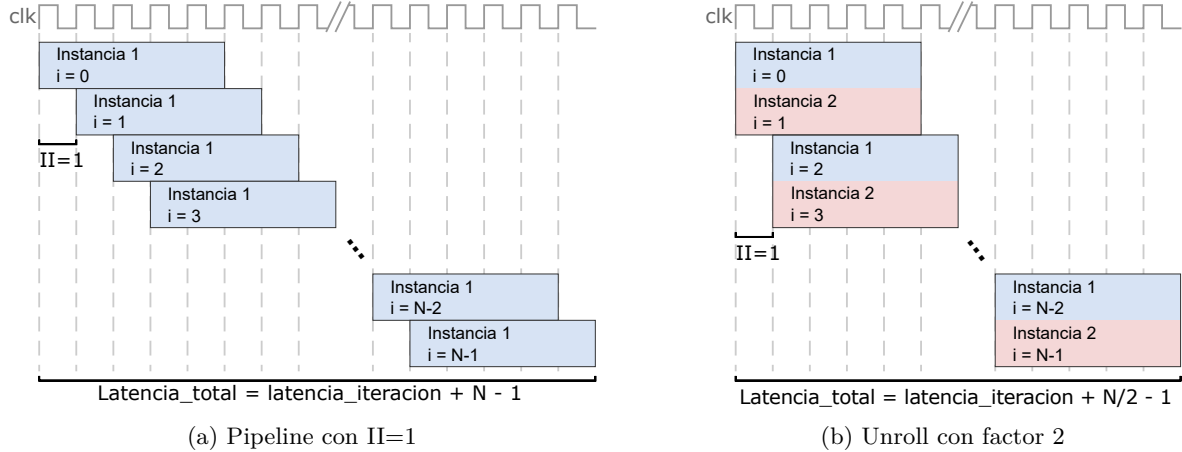 clk
Instancia 1
i = 0
Instancia 1
i = 1
Instancia 1
i = 2
II=1
Instancia 1
i = 3
Instancia 1
i = N-2
Instancia 1
i = N-1
Latencia_total = latencia_iteracion + N - 1
(a) Pipeline con II=1
clk
Instancia 1
i = 0
Instancia 2
i = 1
Instancia 1
i = 2
Instancia 2
i = 3
II=1
Instancia 1
i = N-2
Instancia 2
i = N-1
Latencia_total = latencia_iteracion + N/2 - 1
(b) Unroll con factor 2